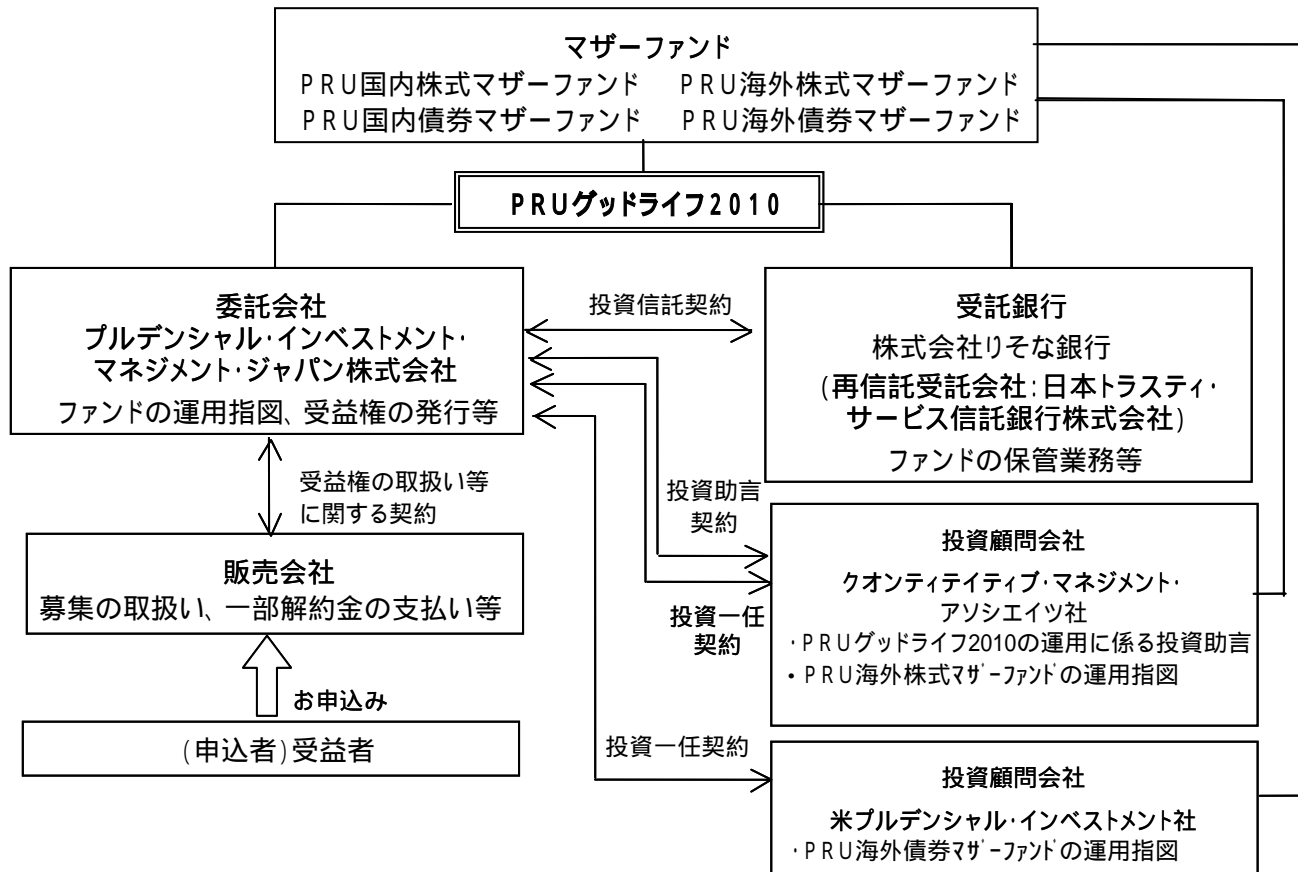 マザーファンド
PRU国内株式マザーファンド PRU海外株式マザーファンド
PRU国内債券マザーファンド PRU海外債券マザーファンド
PRUグッドライフ2010
委託会社
プルデンシャル・インベストメント・
マネジメント・ジャパン株式会社
ファンドの運用指図、受益権の発行等
投資信託契約
受託銀行
株式会社りそな銀行
(再信託受託会社:日本トラスティ・
サービス信託銀行株式会社)
ファンドの保管業務等
受益権の取扱い等
に関する契約
投資助言
契約
投資一任
契約
販売会社
募集の取扱い、一部解約金の支払い等
お申込み
(申込者)受益者
投資顧問会社
クオンティテイティブ・マネジメント・
アソシエイツ社
・PRUグッドライフ2010の運用に係る投資助言
・PRU海外株式マザーファンドの運用指図
投資一任契約
投資顧問会社
米プルデンシャル・インベストメント社
・PRU海外債券マザーファンドの運用指図